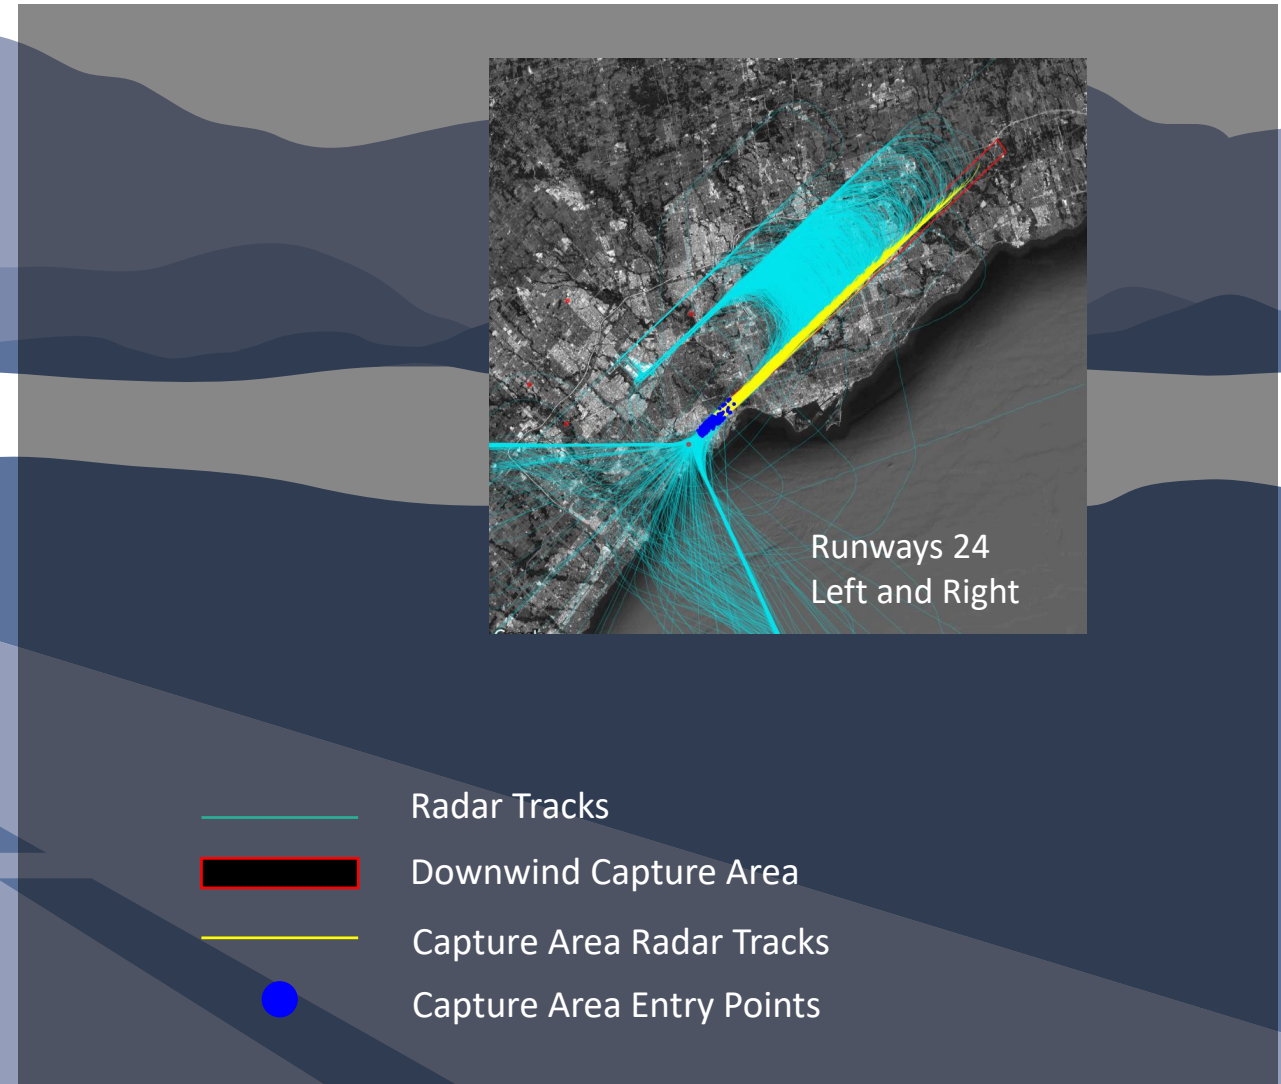 Runways 24
Left and Right
Radar Tracks
Downwind Capture Area
Capture Area Radar Tracks
Capture Area Entry Points